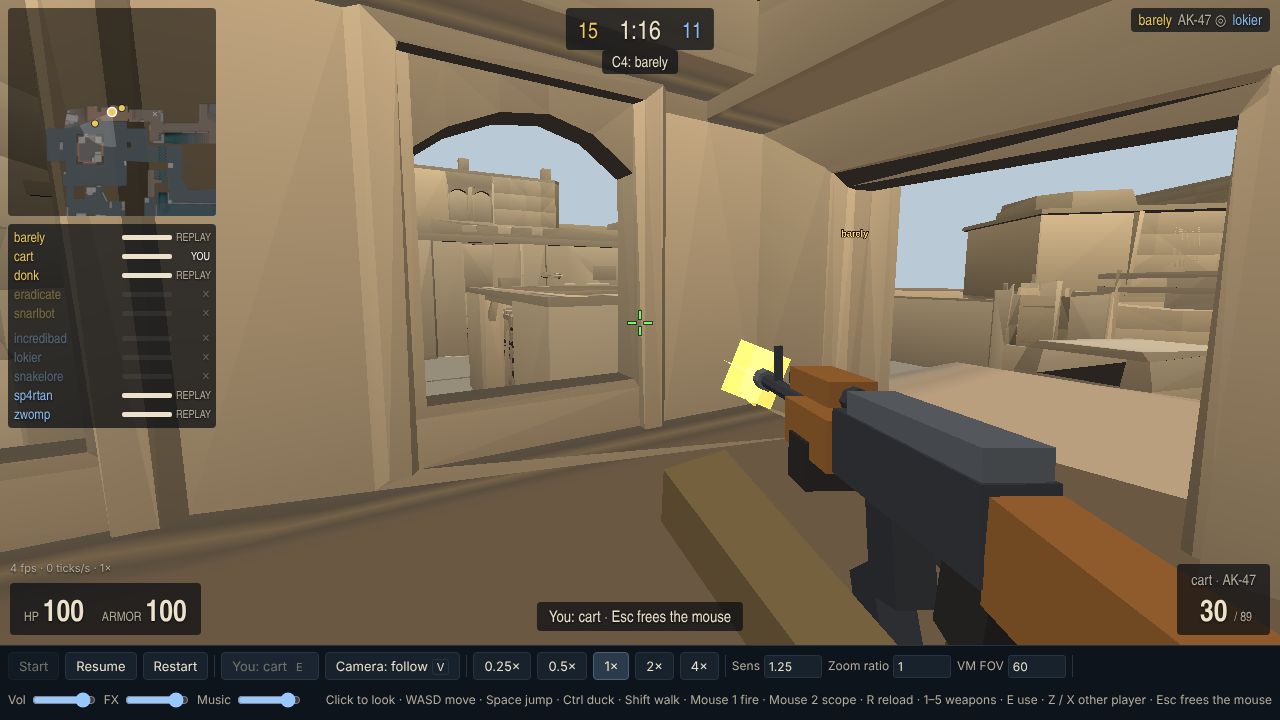 15 1:16 11
C4: barely
barely AK-47 ◎ lokier
barely REPLAY
cart YOU
donk REPLAY
eradicate ×
snarlbot ×
incredibad ×
lokier ×
snakelore ×
sp4rtan REPLAY
zwomp REPLAY
barely
4 fps · 0 ticks/s · 1×
HP 100 ARMOR 100
You: cart · Esc frees the mouse
cart · AK-47
30 / 89
Start Resume Restart You: cart E Camera: follow V 0.25× 0.5× 1× 2× 4× Sens 1.25 Zoom ratio 1 VM FOV 60
Vol FX Music Click to look · WASD move · Space jump · Ctrl duck · Shift walk · Mouse 1 fire · Mouse 2 scope · R reload · 1–5 weapons · E use · Z / X other player · Esc frees the mouse